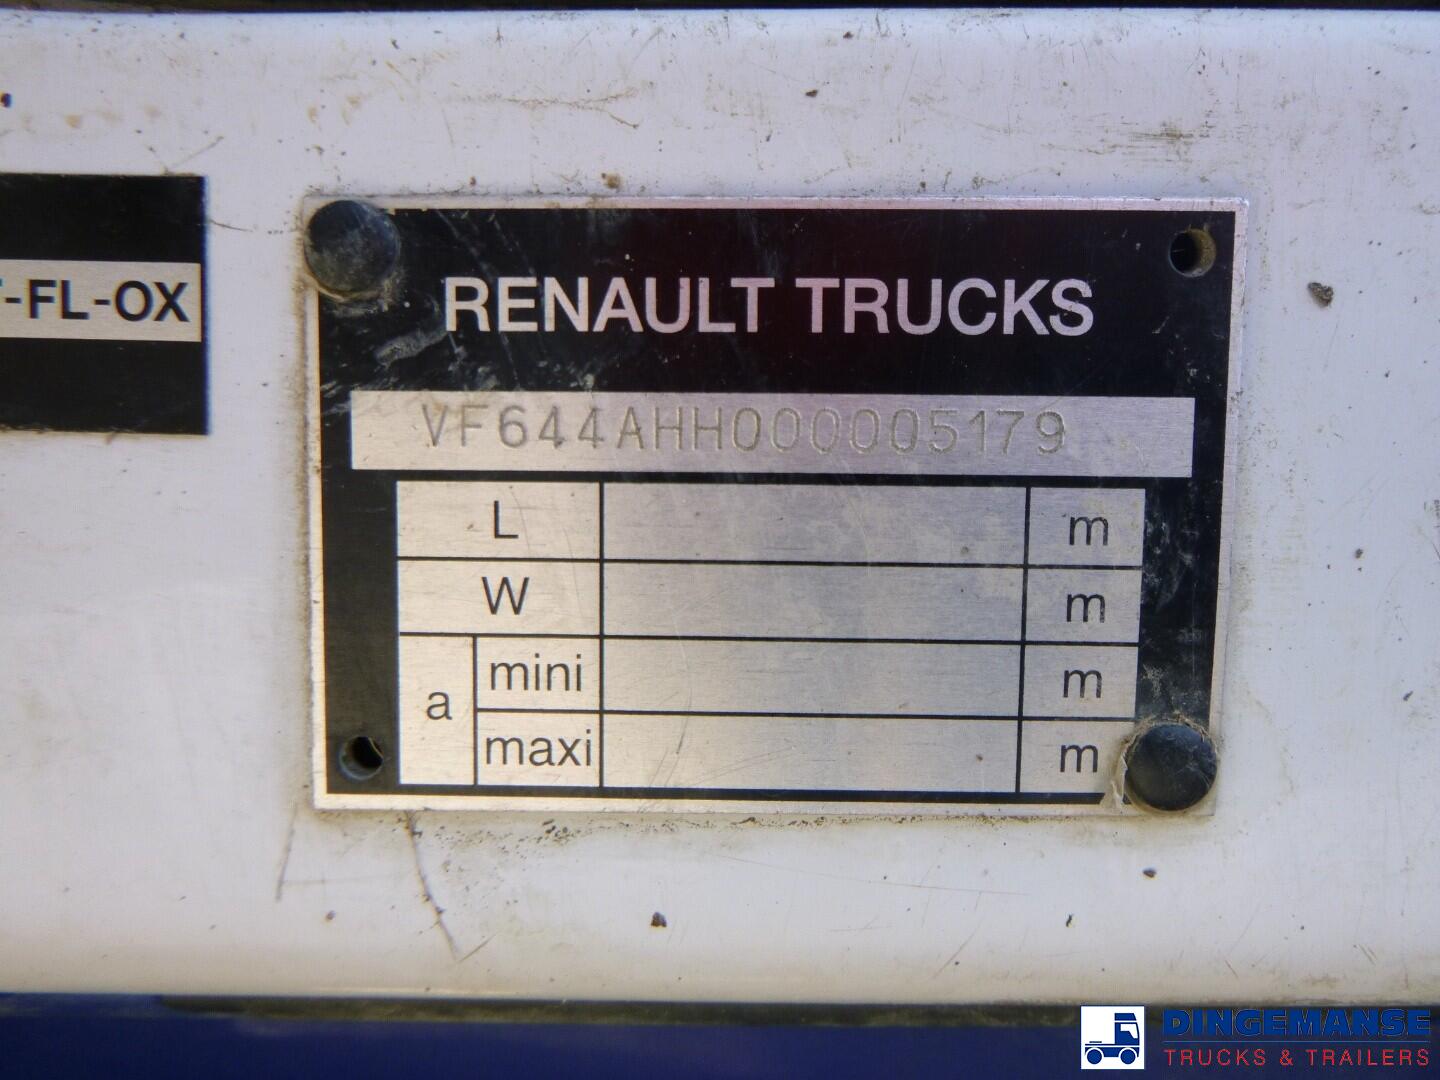 -FL-OX
RENAULT TRUCKS
VF644AHH000005179
L m
W m
a mini m
maxi m
DINGEMANSE
TRUCKS & TRAILERS